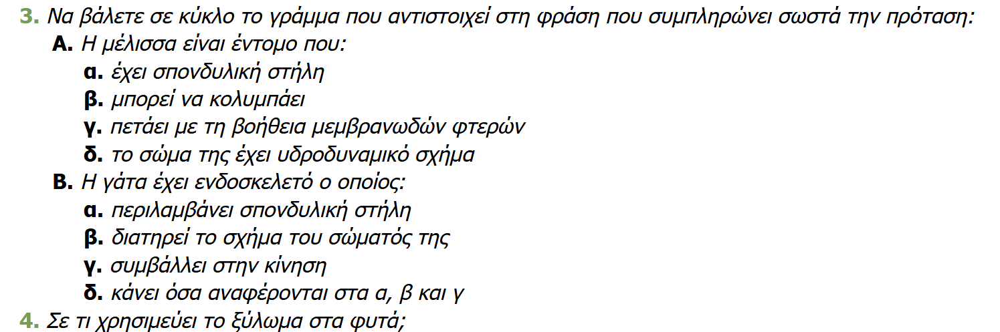 3. Να βάλετε σε κύκλο το γράμμα που αντιστοιχεί στη φράση που συμπληρώνει σωστά την πρόταση:
Α. Η μέλισσα είναι έντομο που:
α. έχει σπονδυλική στήλη
β. μπορεί να κολυμπάει
γ. πετάει με τη βοήθεια μεμβρανωδών φτερών
δ. το σώμα της έχει υδροδυναμικό σχήμα
Β. Η γάτα έχει ενδοσκελετό ο οποίος:
α. περιλαμβάνει σπονδυλική στήλη
β. διατηρεί το σχήμα του σώματός της
γ. συμβάλλει στην κίνηση
δ. κάνει όσα αναφέρονται στα α, β και γ
4. Σε τι χρησιμεύει το ξύλωμα στα φυτά;